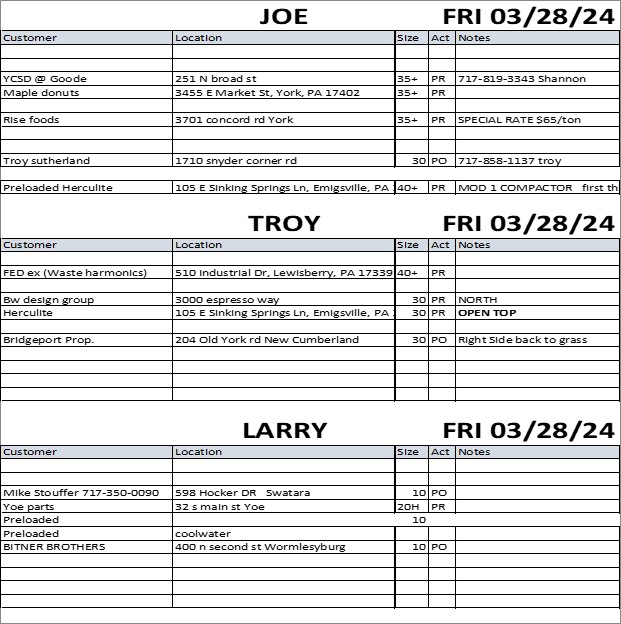 JOE FRI 03/28/24
Customer Location Size Act Notes
YCSD @ Goode 251 N broad st 35+ PR 717-819-3343 Shannon
Maple donuts 3455 E Market St, York, PA 17402 35+ PR
Rise foods 3701 concord rd York 35+ PR SPECIAL RATE $65/ton
Troy sutherland 1710 snyder corner rd 30 PO 717-858-1137 troy
Preloaded Herculite 105 E Sinking Springs Ln, Emigsville, PA 40+ PR MOD 1 COMPACTOR first th
TROY FRI 03/28/24
Customer Location Size Act Notes
FED ex (Waste harmonics) 510 Industrial Dr, Lewisberry, PA 17339 40+ PR
Bw design group 3000 espresso way 30 PR NORTH
Herculite 105 E Sinking Springs Ln, Emigsville, PA 30 PR OPEN TOP
Bridgeport Prop. 204 Old York rd New Cumberland 30 PO Right Side back to grass
LARRY FRI 03/28/24
Customer Location Size Act Notes
Mike Stouffer 717-350-0090 598 Hocker DR Swatara 10 PO
Yoe parts 32 s main st Yoe 20H PR
Preloaded 10
Preloaded coolwater
BITNER BROTHERS 400 n second st Wormlesyburg 10 PO